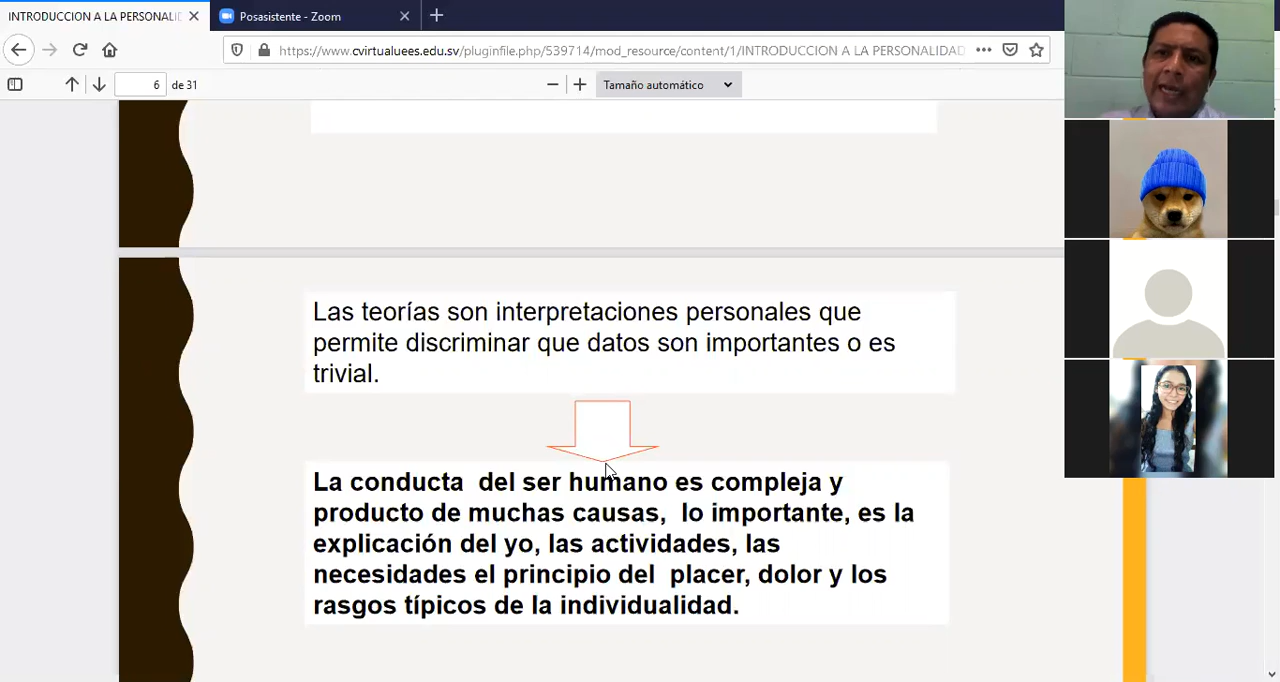 INTRODUCCION A LA PERSONALI
Posasistente - Zoom
https://www.cvirtualuees.edu.sv/pluginfile.php/539714/mod_resource/content/1/INTRODUCCION A LA PERSONALIDAD
6 de 31
Tamaño automático
Las teorías son interpretaciones personales que
permite discriminar que datos son importantes o es
trivial.
La conducta del ser humano es compleja y
producto de muchas causas, lo importante, es la
explicación del yo, las actividades, las
necesidades el principio del placer, dolor y los
rasgos típicos de la individualidad.